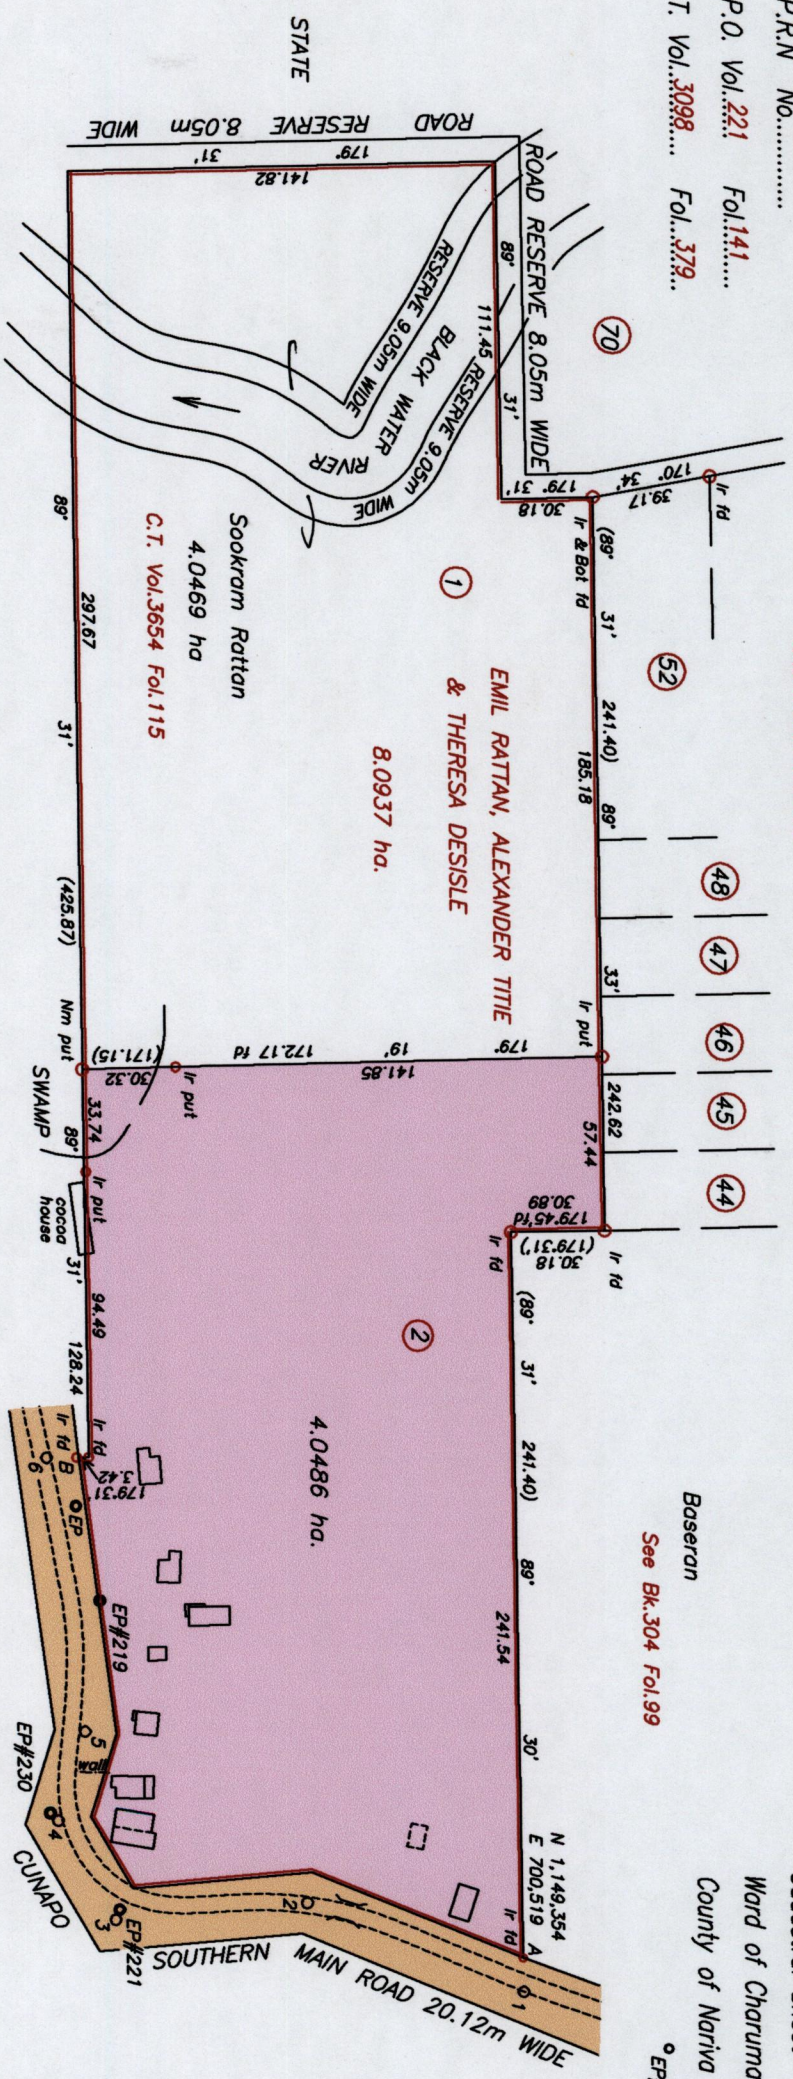 P.R.N No.............
P.O. Vol..221 Fol.141........
T. Vol..3098.... Fol...379...
Ward of Charuma
County of Nariva
EP
STATE
ROAD RESERVE 8.05m WIDE
179° 31'
141.82
ROAD RESERVE 8.05m WIDE
89° 31'
111.45
RESERVE 9.05m WIDE
BLACK WATER RIVER
RESERVE 9.05m WIDE
70
170° 34'
39.17
Ir fd
179° 31'
30.18
Ir & Bat fd
52
(89° 31' 241.40)
185.18
89° 33'
48
47
46
45
44
242.62
57.44
Ir put
Ir fd
30.18
(179°31')
179°45'fd
30.89
Ir fd
1
EMIL RATTAN, ALEXANDER TITIE
& THERESA DESISLE
8.0937 ha.
Sookram Rattan
4.0469 ha
C.T. Vol.3654 Fol.115
89° 31'
297.67
(425.87)
Nm put
179° 19'
172.17 fd
141.85
(171.15)
30.32
Ir put
SWAMP
33.74
89° 31'
Ir put
cocoa
house
94.49
128.24
Ir fd
3.42
179°31'
Ir fd B
2
4.0486 ha.
(89° 31' 241.40)
89° 30'
241.54
Baseran
See Bk.304 Fol.99
N 1,149,354
E 700,519
Ir fd A
6
EP
EP#219
5
wall
EP#230
4
3
EP#221
2
1
CUNAPO SOUTHERN MAIN ROAD 20.12m WIDE